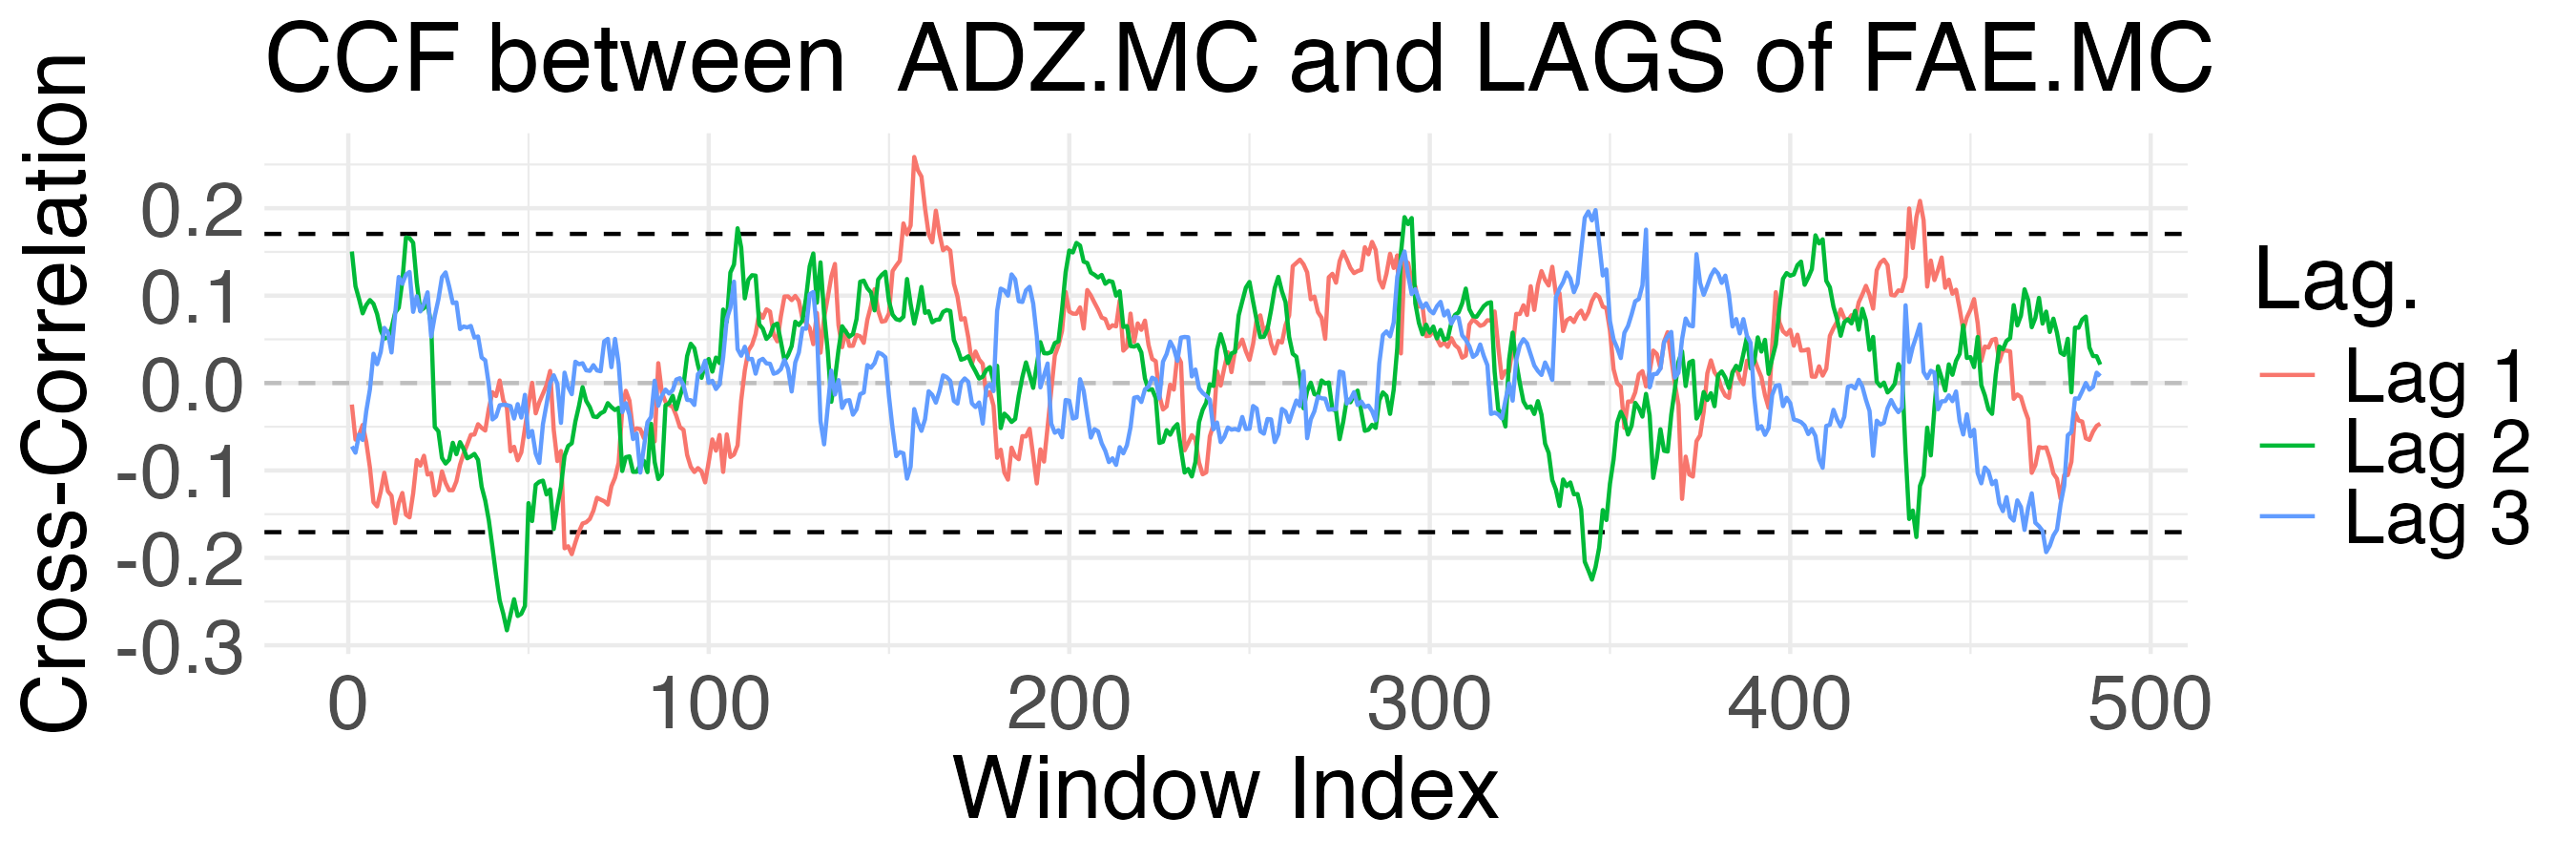 CCF between  ADZ.MC and LAGS of FAE.MC
Cross-Correlation
0.2
0.1
0.0
-0.1
-0.2
-0.3
0 100 200 300 400 500
Window Index
Lag.
Lag 1
Lag 2
Lag 3